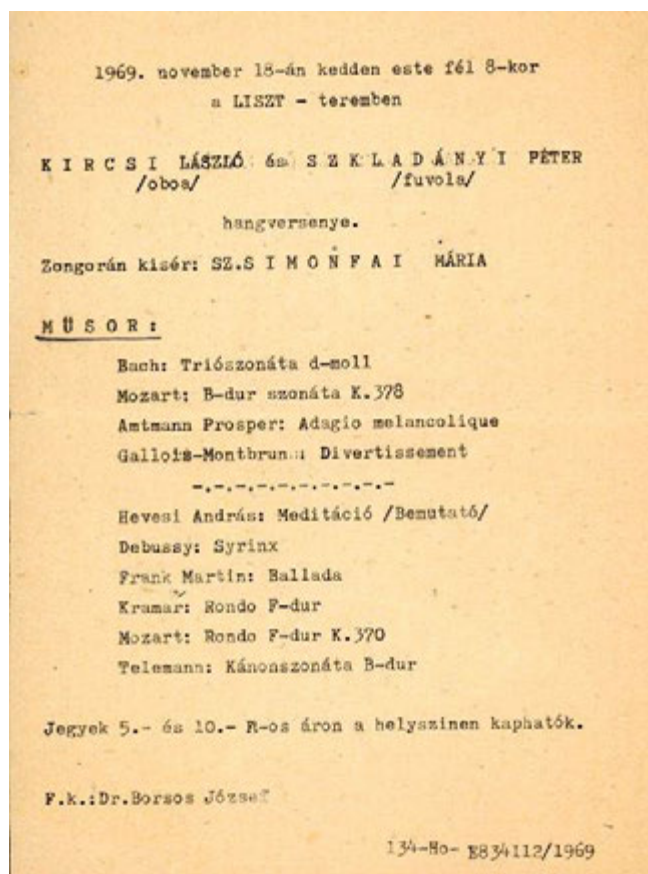 1969. november 18-án kedden este fél 8-kor
a LISZT - teremben
K I R C S I LÁSZLÓ és S Z K L A D Á N Y I PÉTER
/oboa/ /fuvola/
hangversenye.
Zongorán kisér: SZ.S I M O N F A I MÁRIA
M Ü S O R :
Bach: Triószonáta d-moll
Mozart: B-dur szonáta K.378
Amtmann Prosper: Adagio melancolique
Gallois-Montbrun: Divertissement
-.-.-.-.-.-.-.-.-.-
Hevesi András: Meditáció /Bemutató/
Debussy: Syrinx
Frank Martin: Ballada
Kramař: Rondo F-dur
Mozart: Rondo F-dur K.370
Telemann: Kánonszonáta B-dur
Jegyek 5.- és 10.- R-os áron a helyszinen kaphatók.
F.k.:Dr.Borsos József
134-Ho- E834112/1969